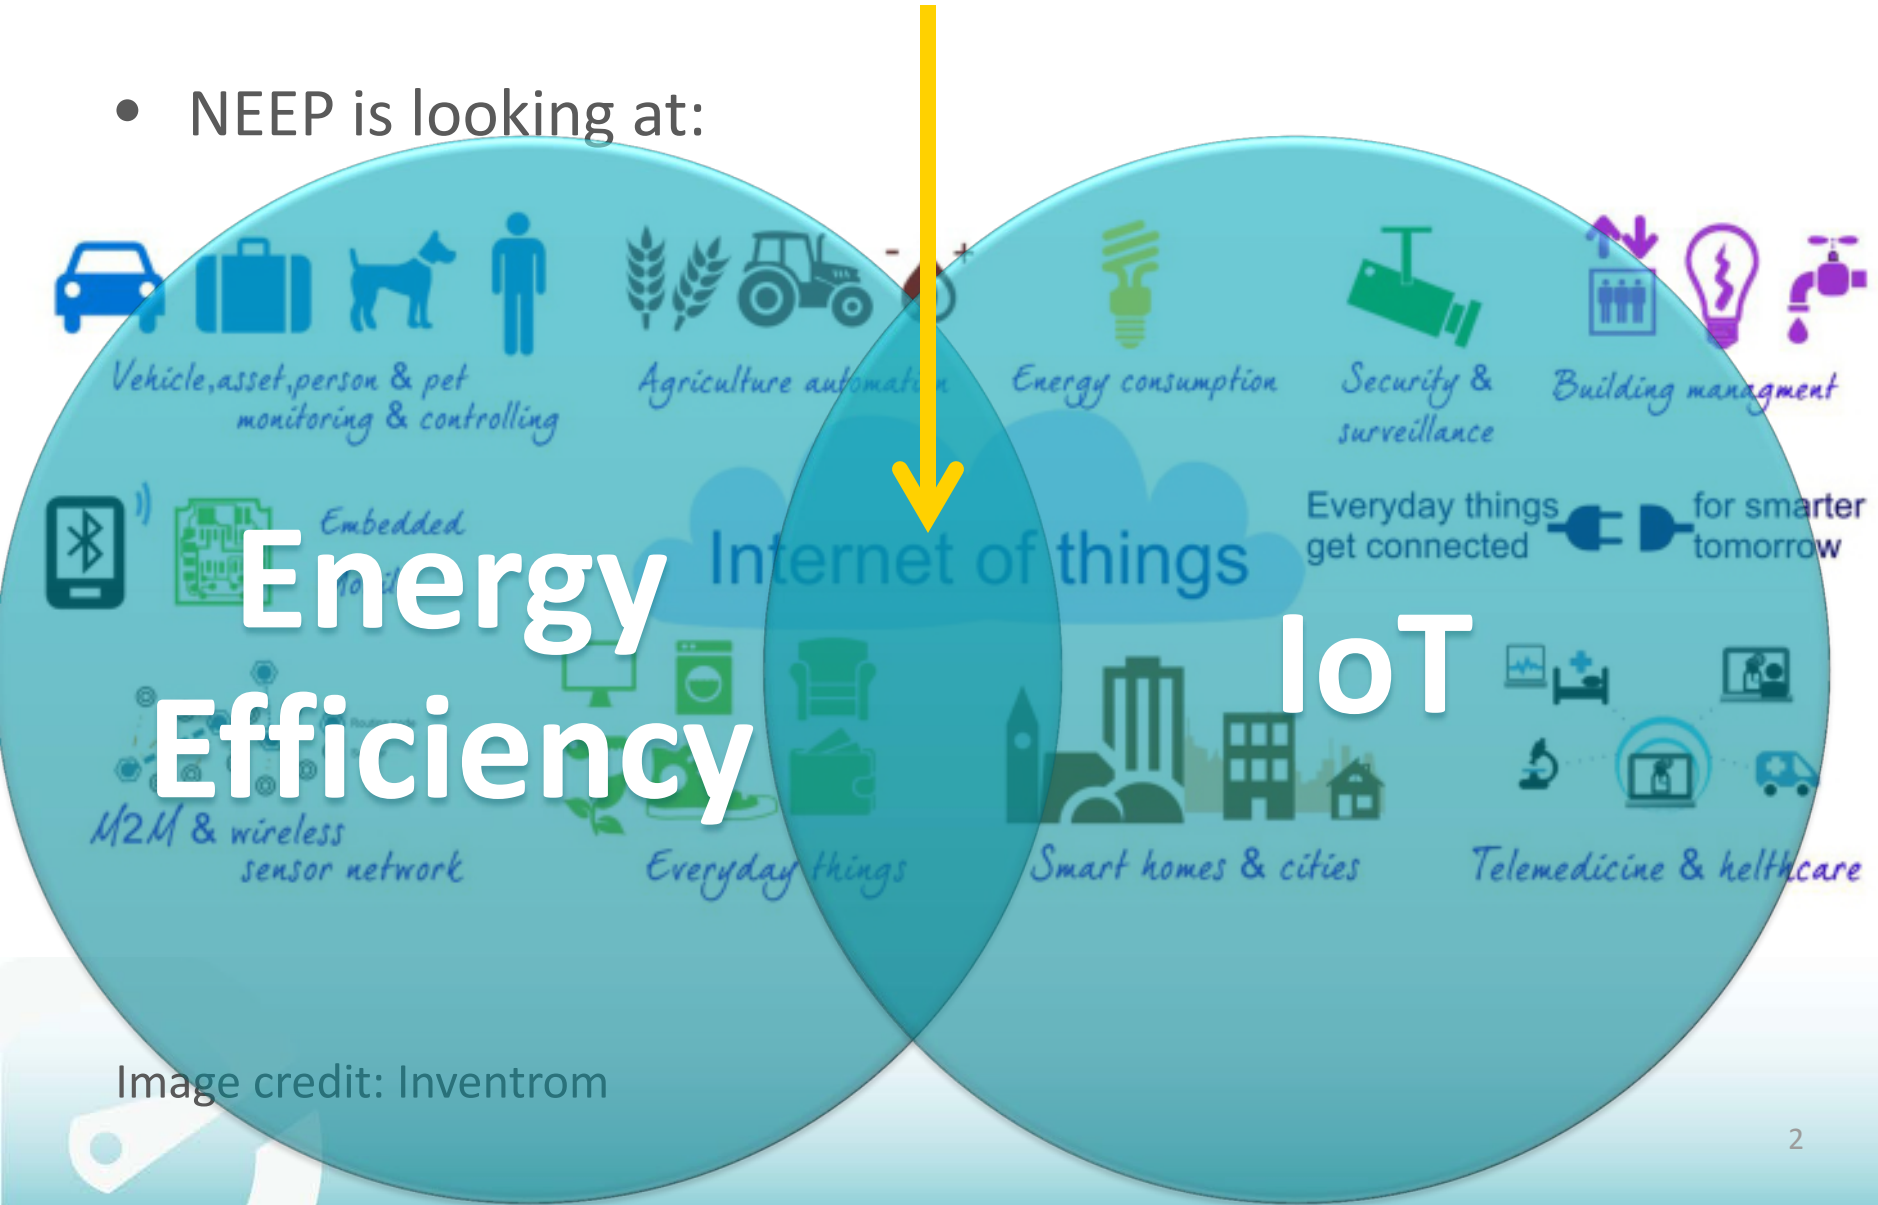 • NEEP is looking at:
- +
Vehicle,asset,person & pet
monitoring & controlling
Agriculture automation
Energy consumption
Security &
surveillance
Building managment
Embedded
Internet of things
Everyday things
get connected
for smarter
tomorrow
Energy
Efficiency
IoT
M2M & wireless
sensor network
Everyday things
Smart homes & cities
Telemedicine & helthcare
Image credit: Inventrom
2